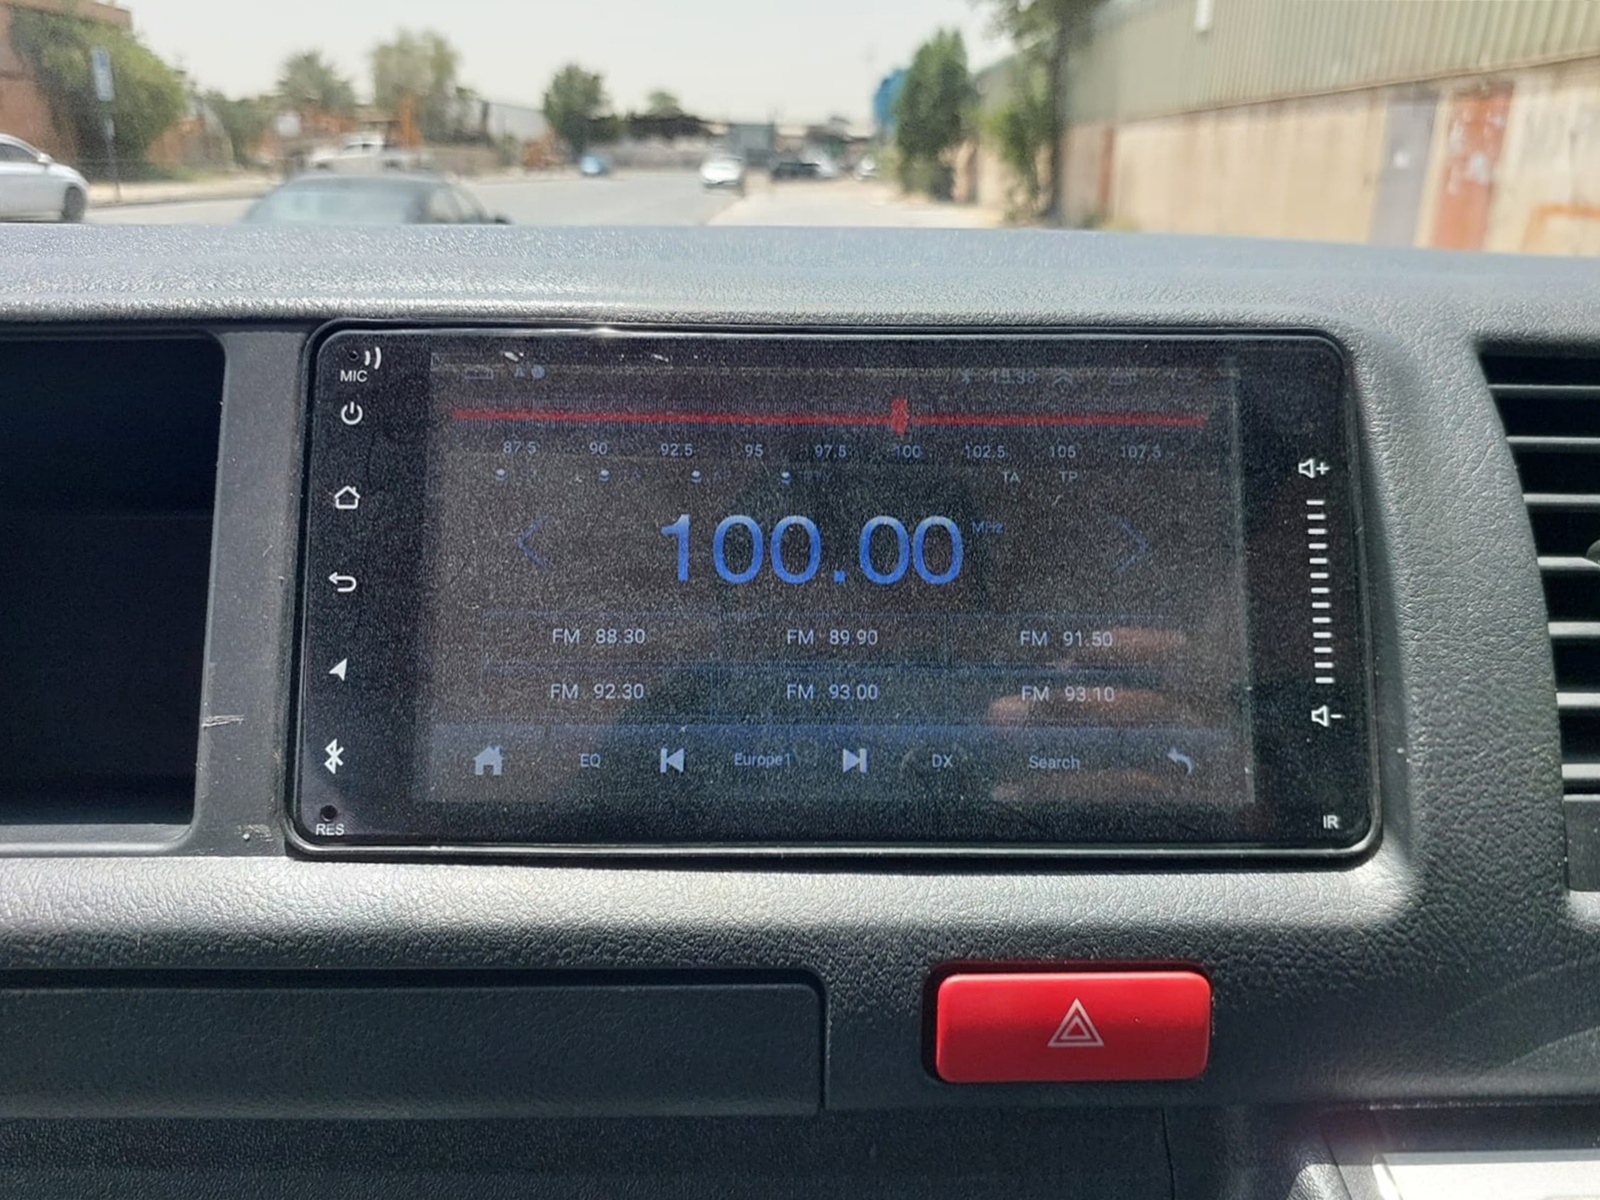 MIC
87.5 90 92.5 95 97.5 100 102.5 105 107.5
TA TP
100.00 MHz
FM 88.30 FM 89.90 FM 91.50
FM 92.30 FM 93.00 FM 93.10
EQ Europe1 DX Search
RES IR